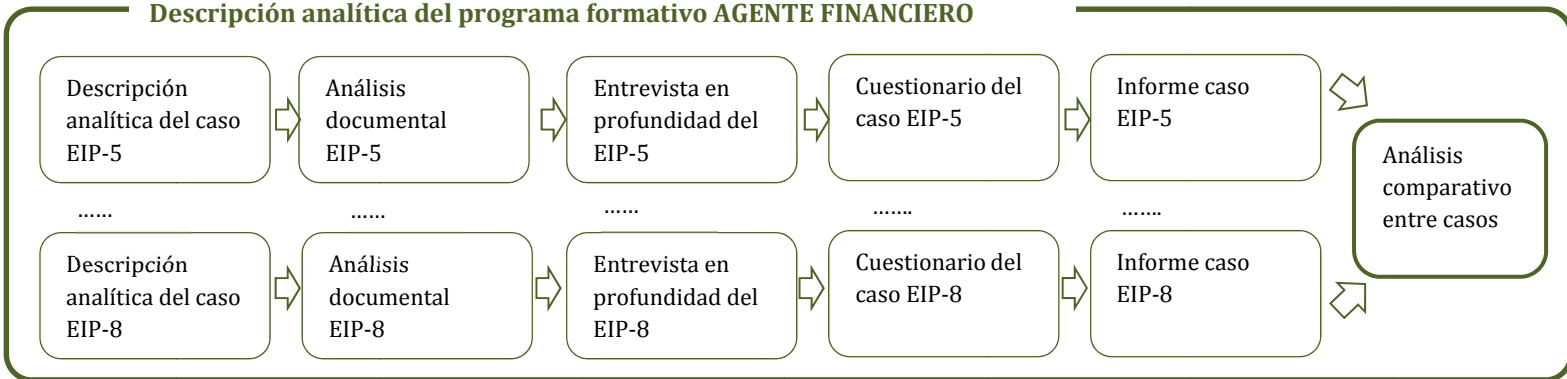 Descripción analítica del programa formativo AGENTE FINANCIERO
Descripción
analítica del caso
EIP-5
Análisis
documental
EIP-5
Entrevista en
profundidad del
EIP-5
Cuestionario del
caso EIP-5
Informe caso
EIP-5
Análisis
comparativo
entre casos
……
……
……
…….
…….
Descripción
analítica del caso
EIP-8
Análisis
documental
EIP-8
Entrevista en
profundidad del
EIP-8
Cuestionario del
caso EIP-8
Informe caso
EIP-8